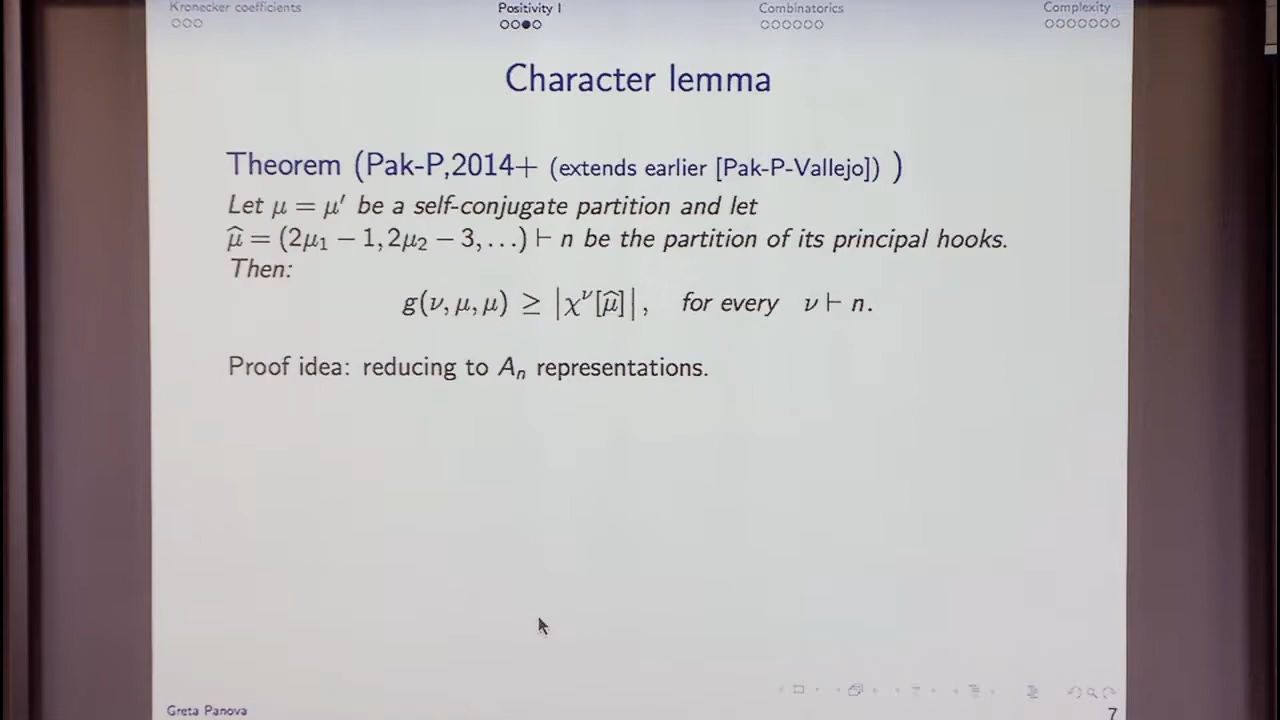 Kronecker coefficients
Positivity I
Combinatorics
Complexity
Character lemma
Theorem (Pak-P,2014+ (extends earlier [Pak-P-Vallejo]) )
Let μ = μ′ be a self-conjugate partition and let
μ̂ = (2μ₁ − 1, 2μ₂ − 3, …) ⊢ n be the partition of its principal hooks.
Then:
g(ν, μ, μ) ≥ |χ^ν[μ̂]|, for every ν ⊢ n.
Proof idea: reducing to Aₙ representations.
Greta Panova
7